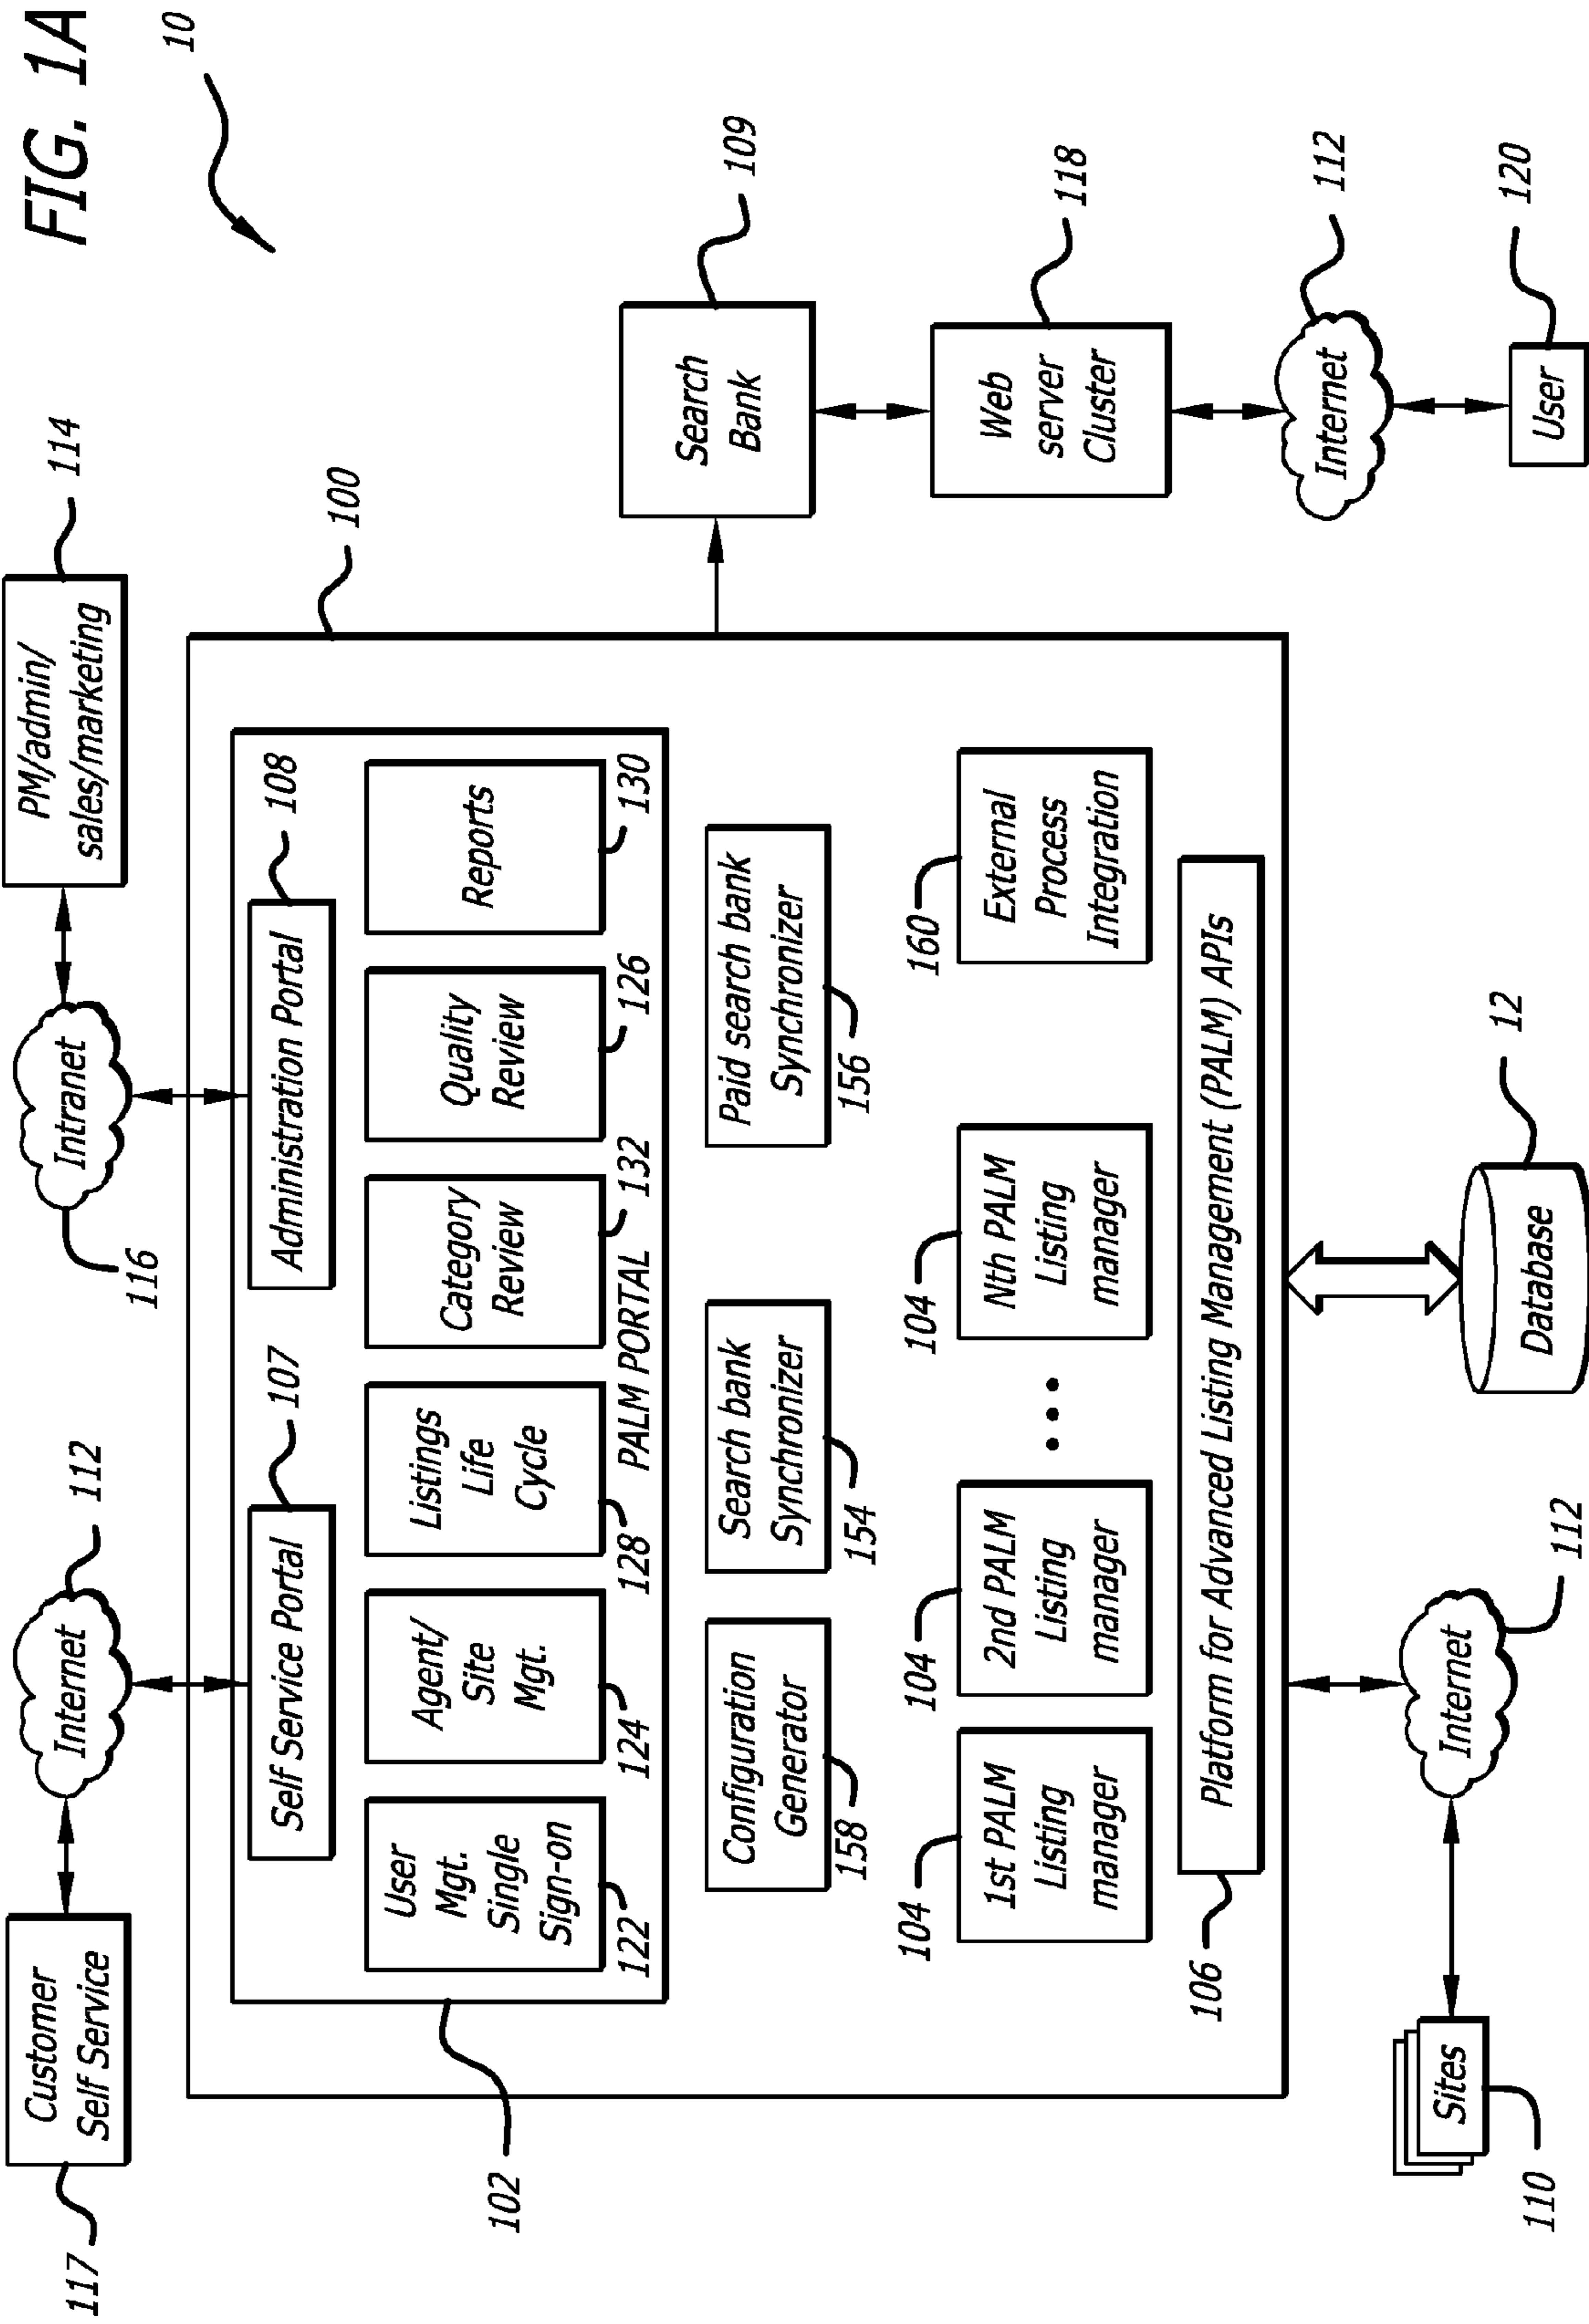 FIG. 1A
10
117
Customer
Self Service
Internet
112
116
Intranet
PM/admin/
sales/marketing
114
100
102
Self Service Portal
107
Administration Portal
108
User
Mgt.
Single
Sign-on
122
Agent/
Site
Mgt.
124
Listings
Life
Cycle
128
Category
Review
132
Quality
Review
126
Reports
130
PALM PORTAL
Configuration
Generator
158
Search bank
Synchronizer
154
Paid search bank
Synchronizer
156
104
1st PALM
Listing
manager
104
2nd PALM
Listing
manager
104
Nth PALM
Listing
manager
160
External
Process
Integration
106
Platform for Advanced Listing Management (PALM) APIs
Search
Bank
109
Web
server
Cluster
118
Internet
112
User
120
Sites
110
Internet
112
Database
12